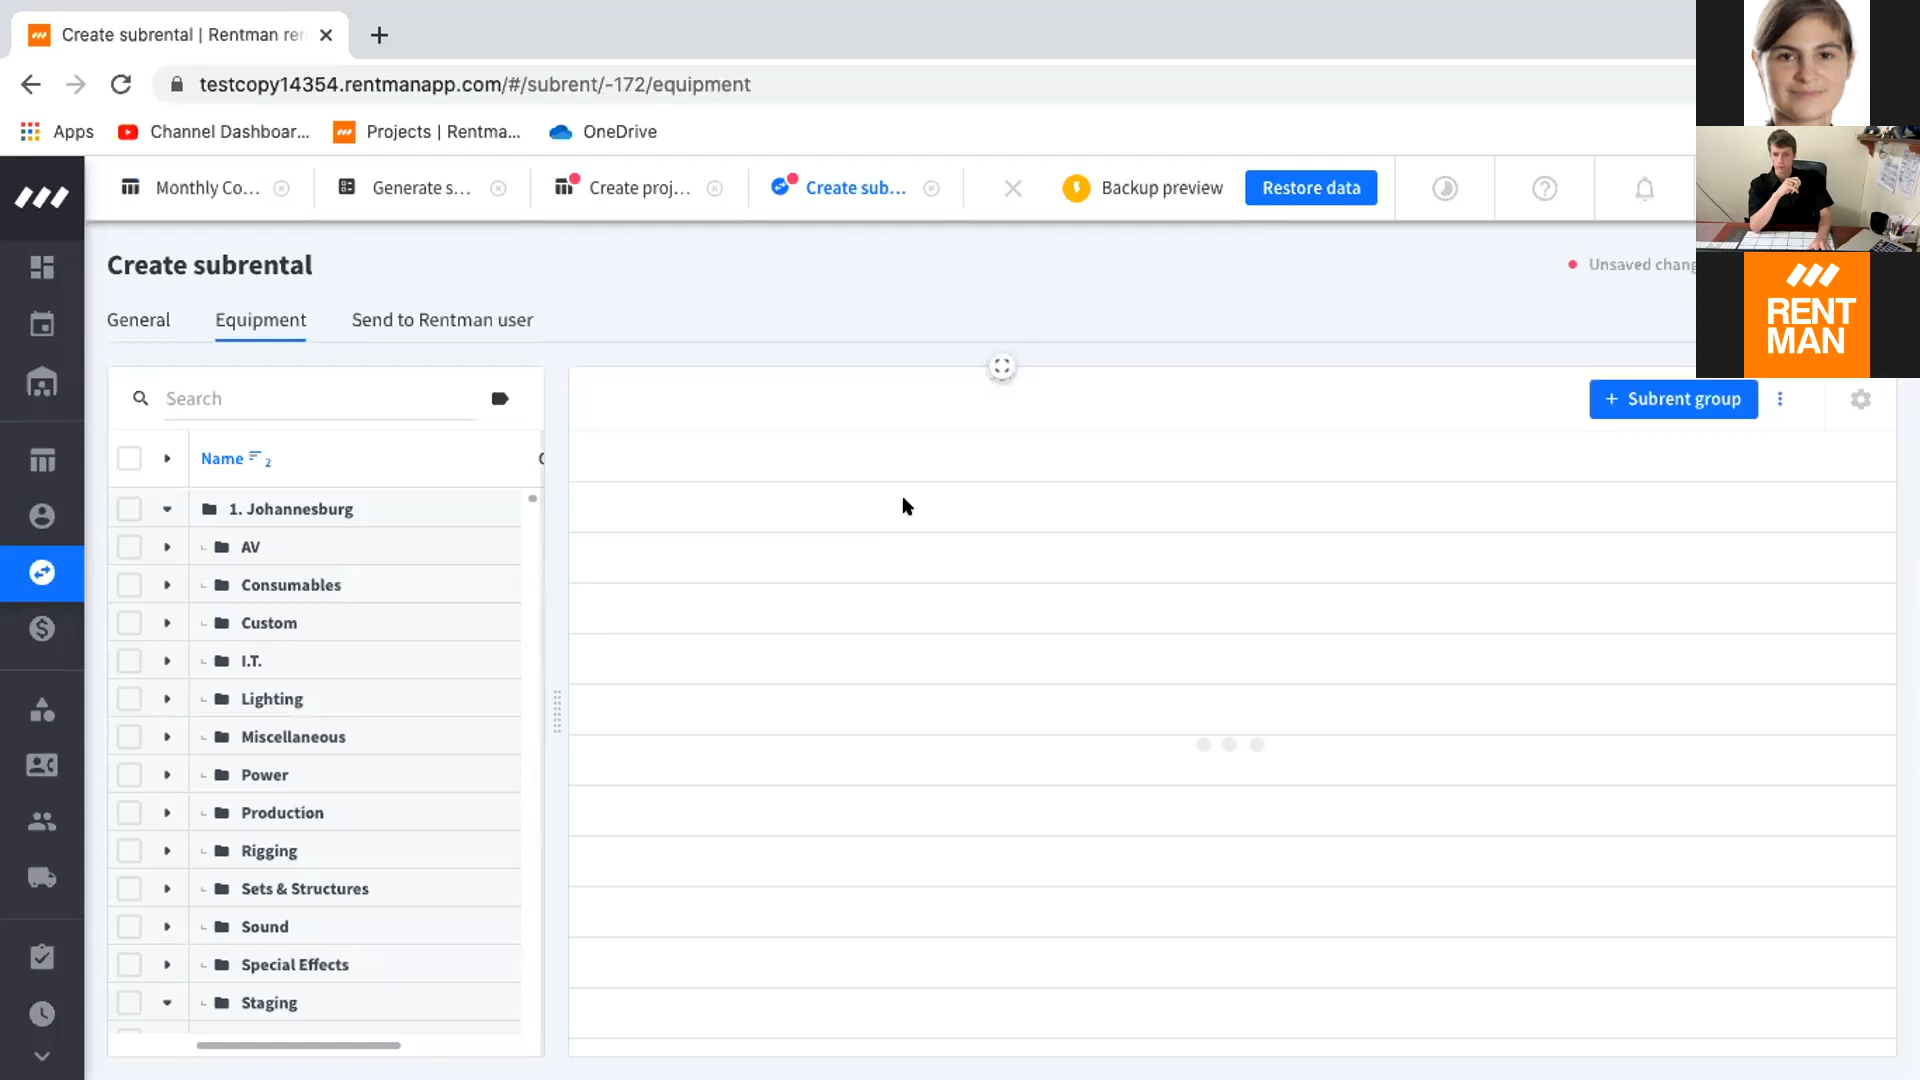 Create subrental | Rentman ren
testcopy14354.rentmanapp.com/#/subrent/-172/equipment
Apps
Channel Dashboar...
Projects | Rentma...
OneDrive
Monthly Co...
Generate s...
Create proj...
Create sub...
Backup preview
Restore data
Create subrental
Unsaved chang
General
Equipment
Send to Rentman user
RENT
MAN
Search
+ Subrent group
Name 2
1. Johannesburg
AV
Consumables
Custom
I.T.
Lighting
Miscellaneous
Power
Production
Rigging
Sets & Structures
Sound
Special Effects
Staging